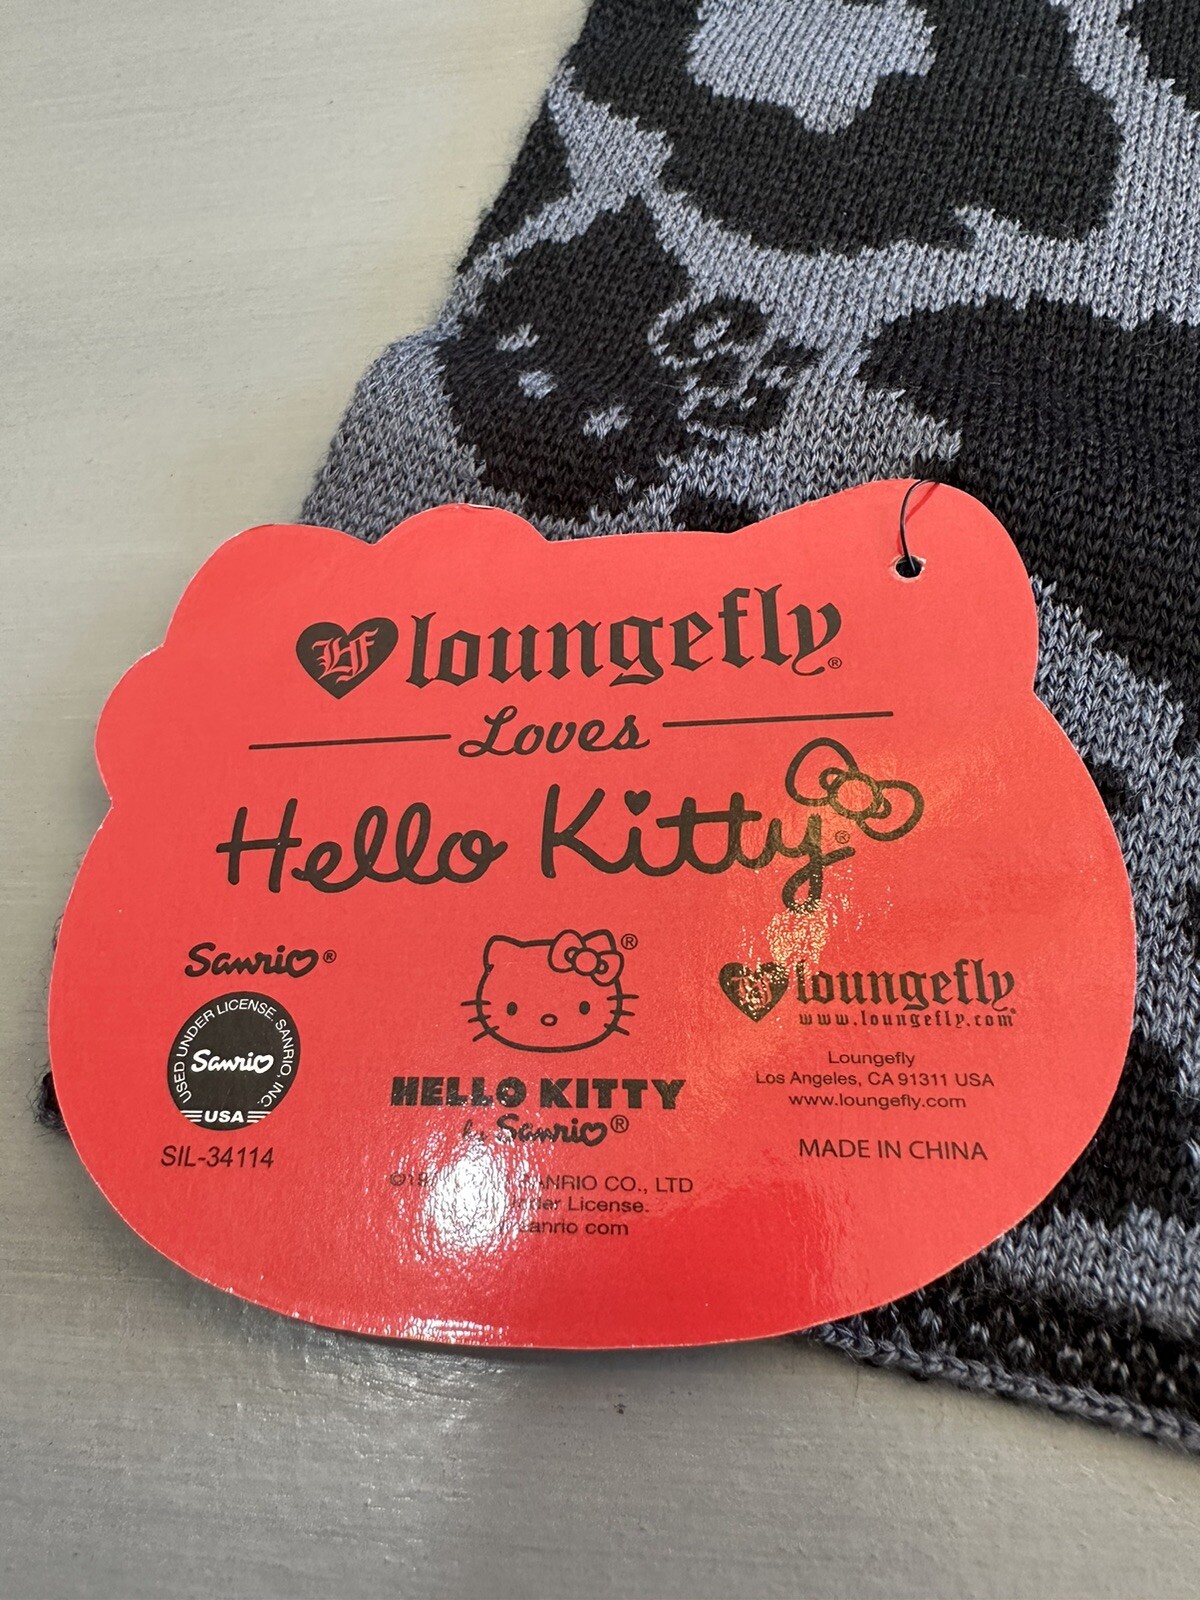 LF loungefly®
Loves
Hello Kitty®
Sanrio®
USED UNDER LICENSE. SANRIO, INC.
Sanrio
USA
SIL-34114
®
HELLO KITTY
by Sanrio®
SANRIO CO., LTD
Under License.
sanrio com
LF loungefly®
www.loungefly.com
Loungefly
Los Angeles, CA 91311 USA
www.loungefly.com
MADE IN CHINA